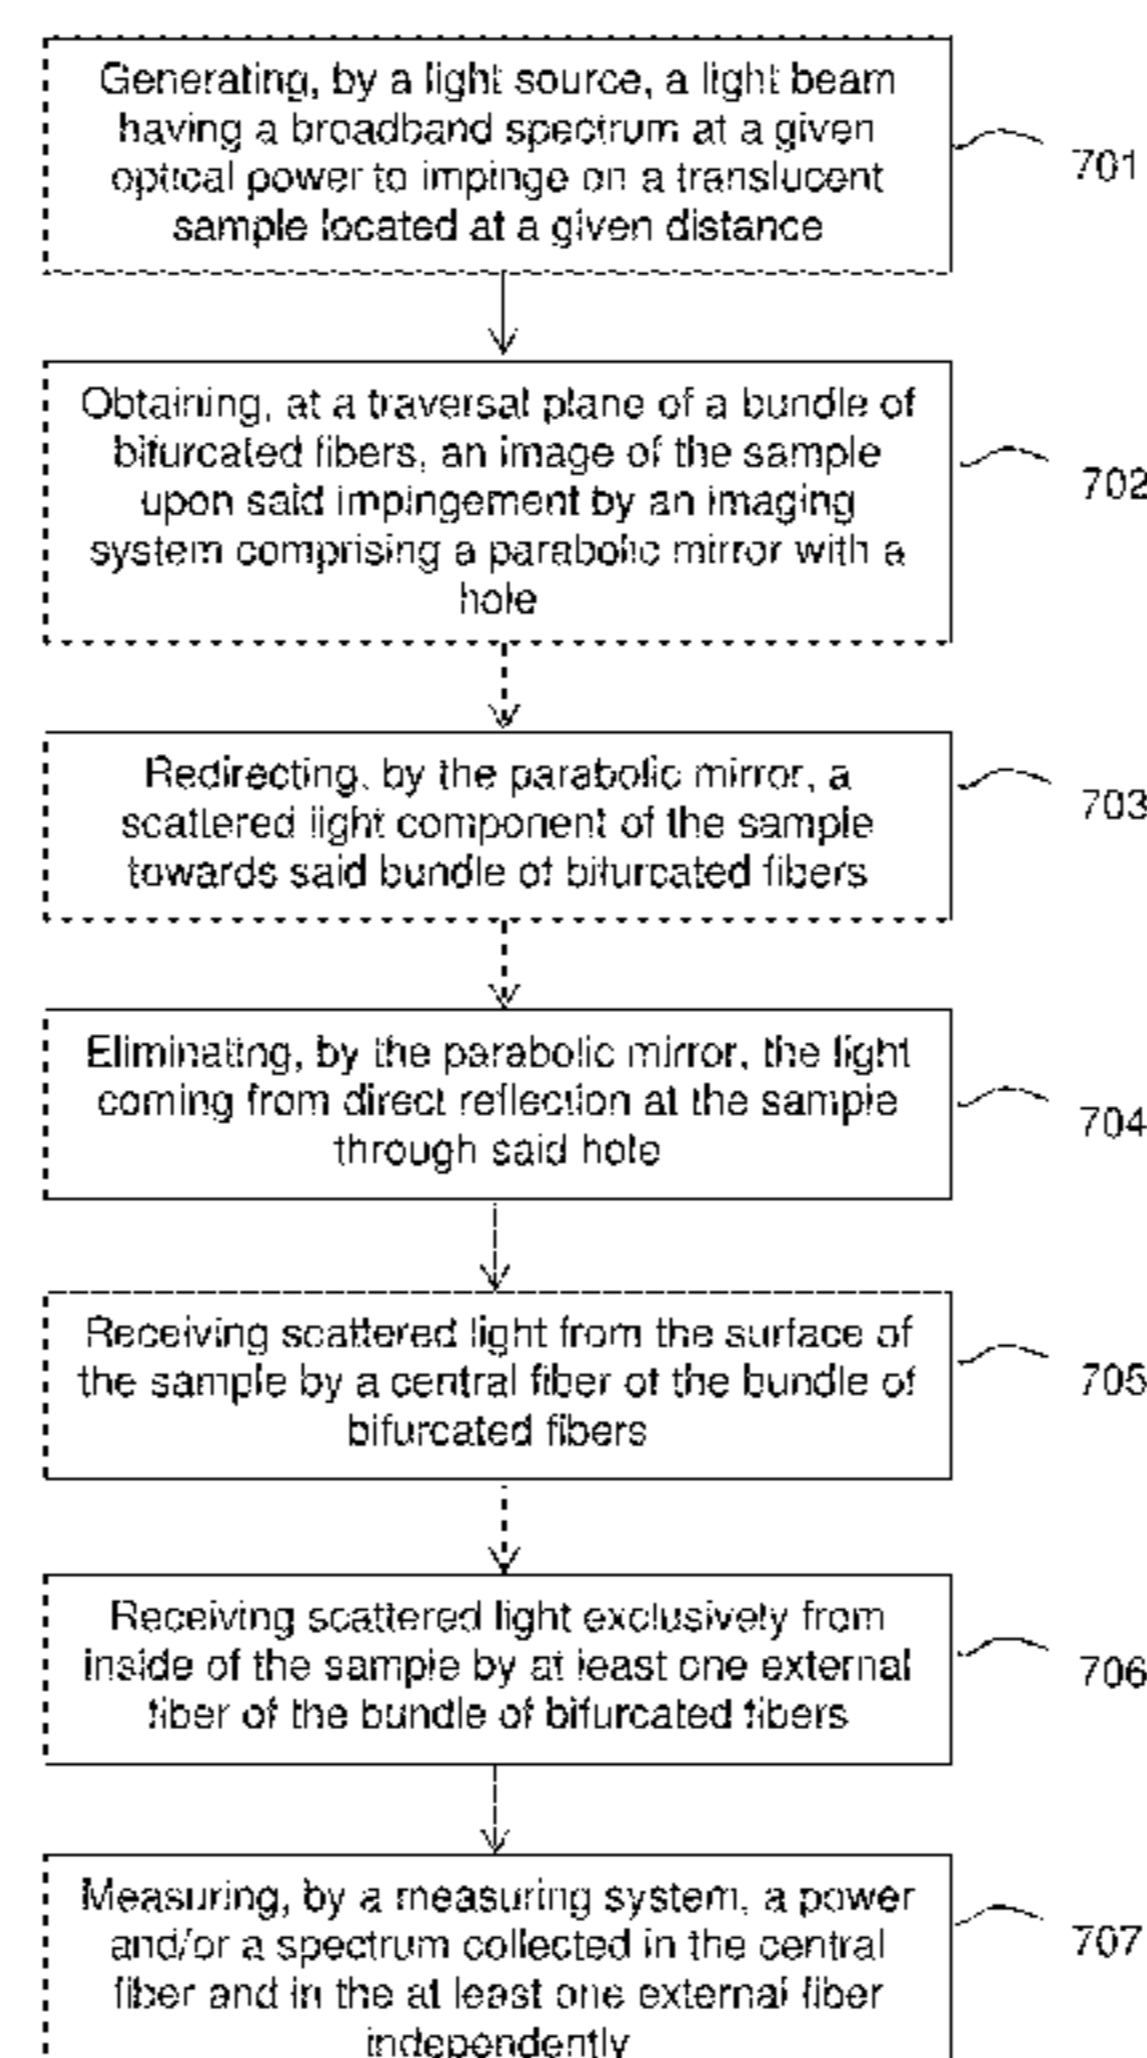 Generating, by a light source, a light beam
having a broadband spectrum at a given
optical power to impinge on a translucent
sample located at a given distance
701
Obtaining, at a traversal plane of a bundle of
bifurcated fibers, an image of the sample
upon said impingement by an imaging
system comprising a parabolic mirror with a
hole
702
Redirecting, by the parabolic mirror, a
scattered light component of the sample
towards said bundle of bifurcated fibers
703
Eliminating, by the parabolic mirror, the light
coming from direct reflection at the sample
through said hole
704
Receiving scattered light from the surface of
the sample by a central fiber of the bundle of
bifurcated fibers
705
Receiving scattered light exclusively from
inside of the sample by at least one external
fiber of the bundle of bifurcated fibers
706
Measuring, by a measuring system, a power
and/or a spectrum collected in the central
fiber and in the at least one external fiber
independently
707